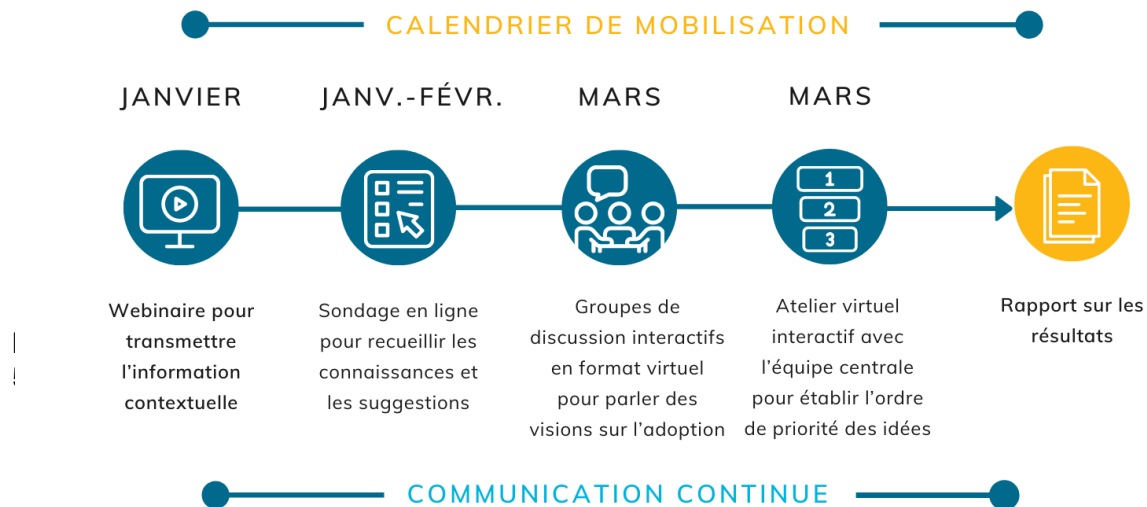 CALENDRIER DE MOBILISATION
JANVIER
JANV.-FÉVR.
MARS
MARS
1
2
3
Webinaire pour
transmettre
l’information
contextuelle
Sondage en ligne
pour recueillir les
connaissances et
les suggestions
Groupes de
discussion interactifs
en format virtuel
pour parler des
visions sur l’adoption
Atelier virtuel
interactif avec
l’équipe centrale
pour établir l’ordre
de priorité des idées
Rapport sur les
résultats
COMMUNICATION CONTINUE